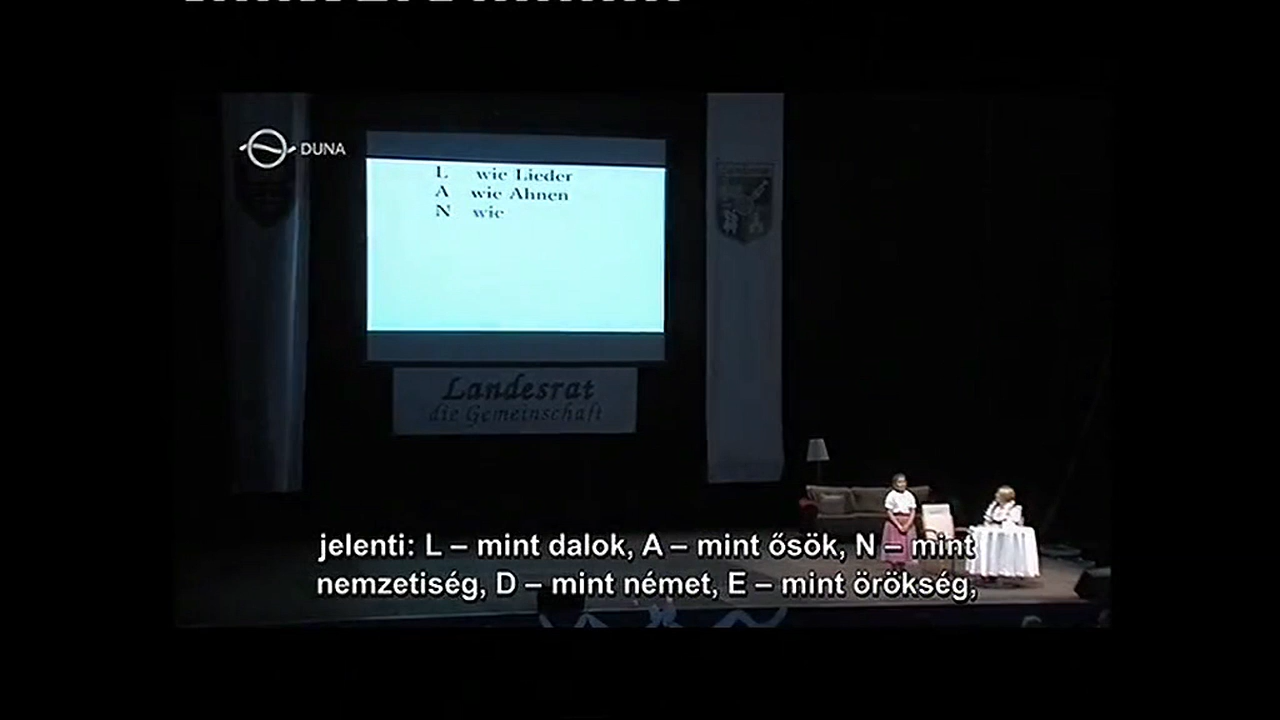 DUNA
L wie Lieder
A wie Ahnen
N wie
Landesrat
die Gemeinschaft
jelenti: L – mint dalok, A – mint ősök, N – mint
nemzetiség, D – mint német, E – mint örökség,